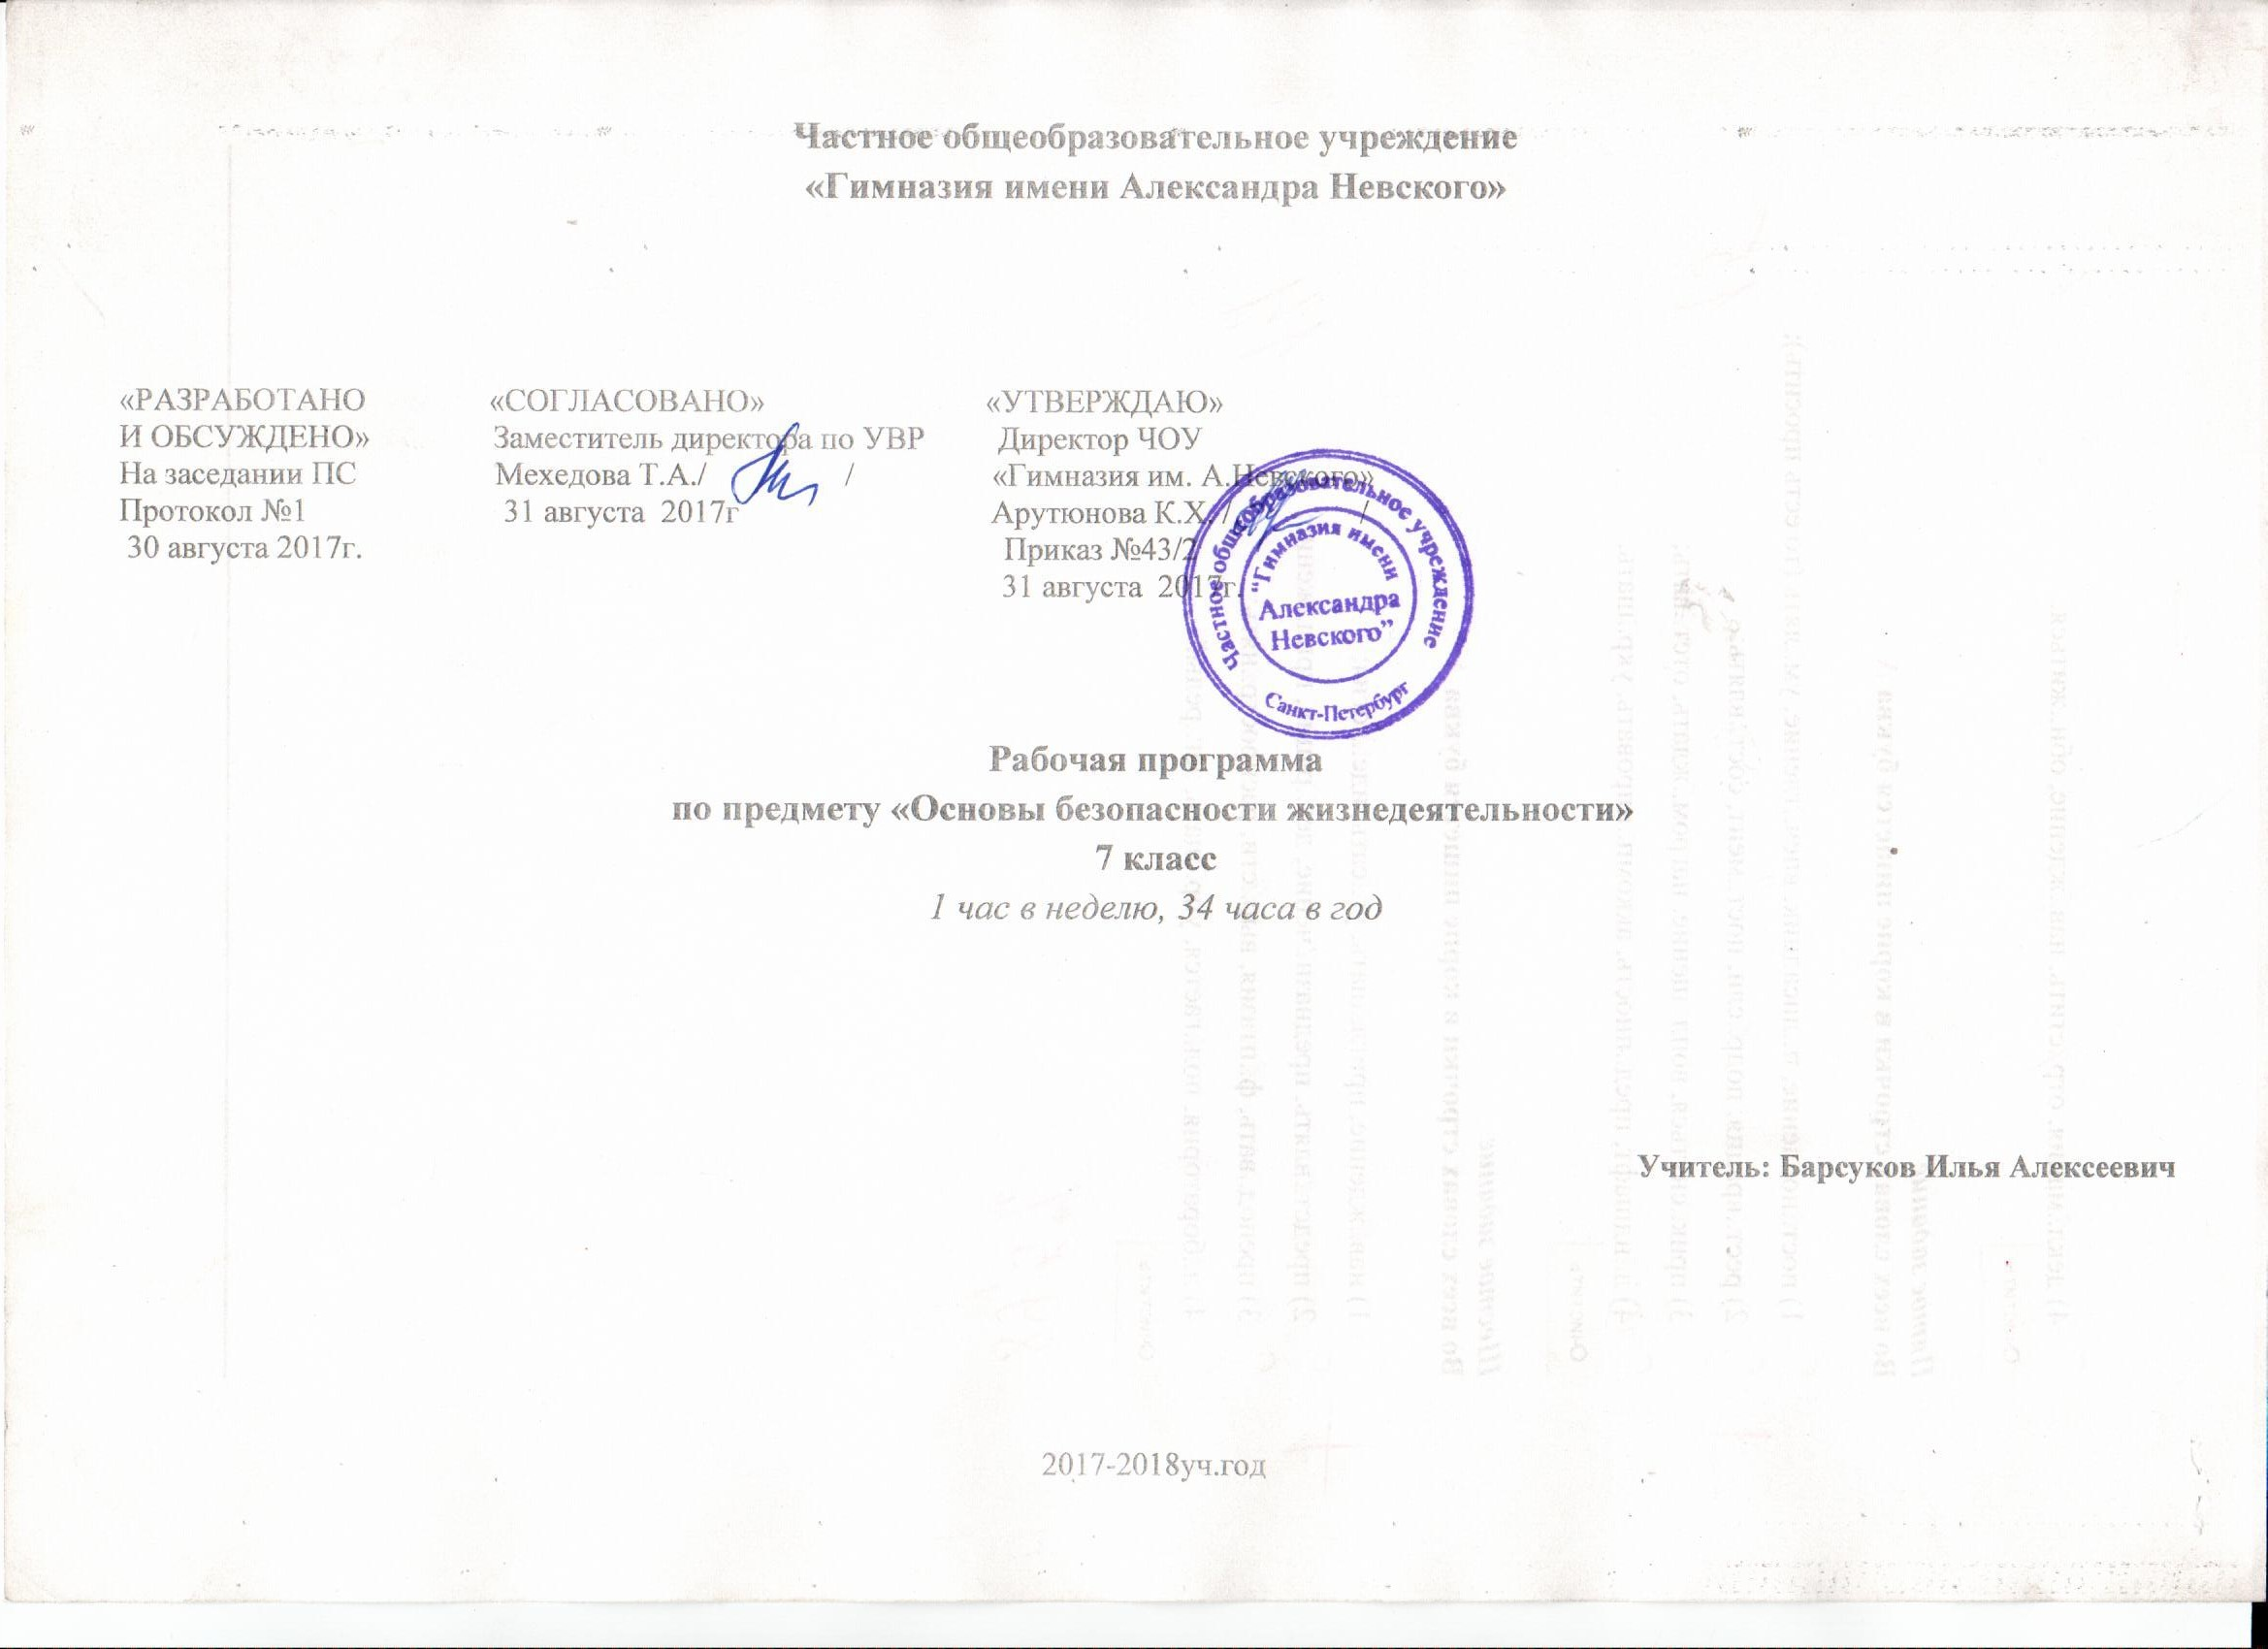 Частное общеобразовательное учреждение
«Гимназия имени Александра Невского»
«РАЗРАБОТАНО
И ОБСУЖДЕНО»
На заседании ПС
Протокол №1
30 августа 2017г.
«СОГЛАСОВАНО»
Заместитель директора по УВР
Мехедова Т.А./ /
31 августа 2017г
«УТВЕРЖДАЮ»
Директор ЧОУ
«Гимназия им. А.Невского»
Арутюнова К.Х. / /
Приказ №43/2
31 августа 2017г.
Частное общеобразовательное учреждение
“Гимназия имени
Александра
Невского”
Санкт-Петербург
Рабочая программа
по предмету «Основы безопасности жизнедеятельности»
7 класс
1 час в неделю, 34 часа в год
Учитель: Барсуков Илья Алексеевич
2017-2018уч.год